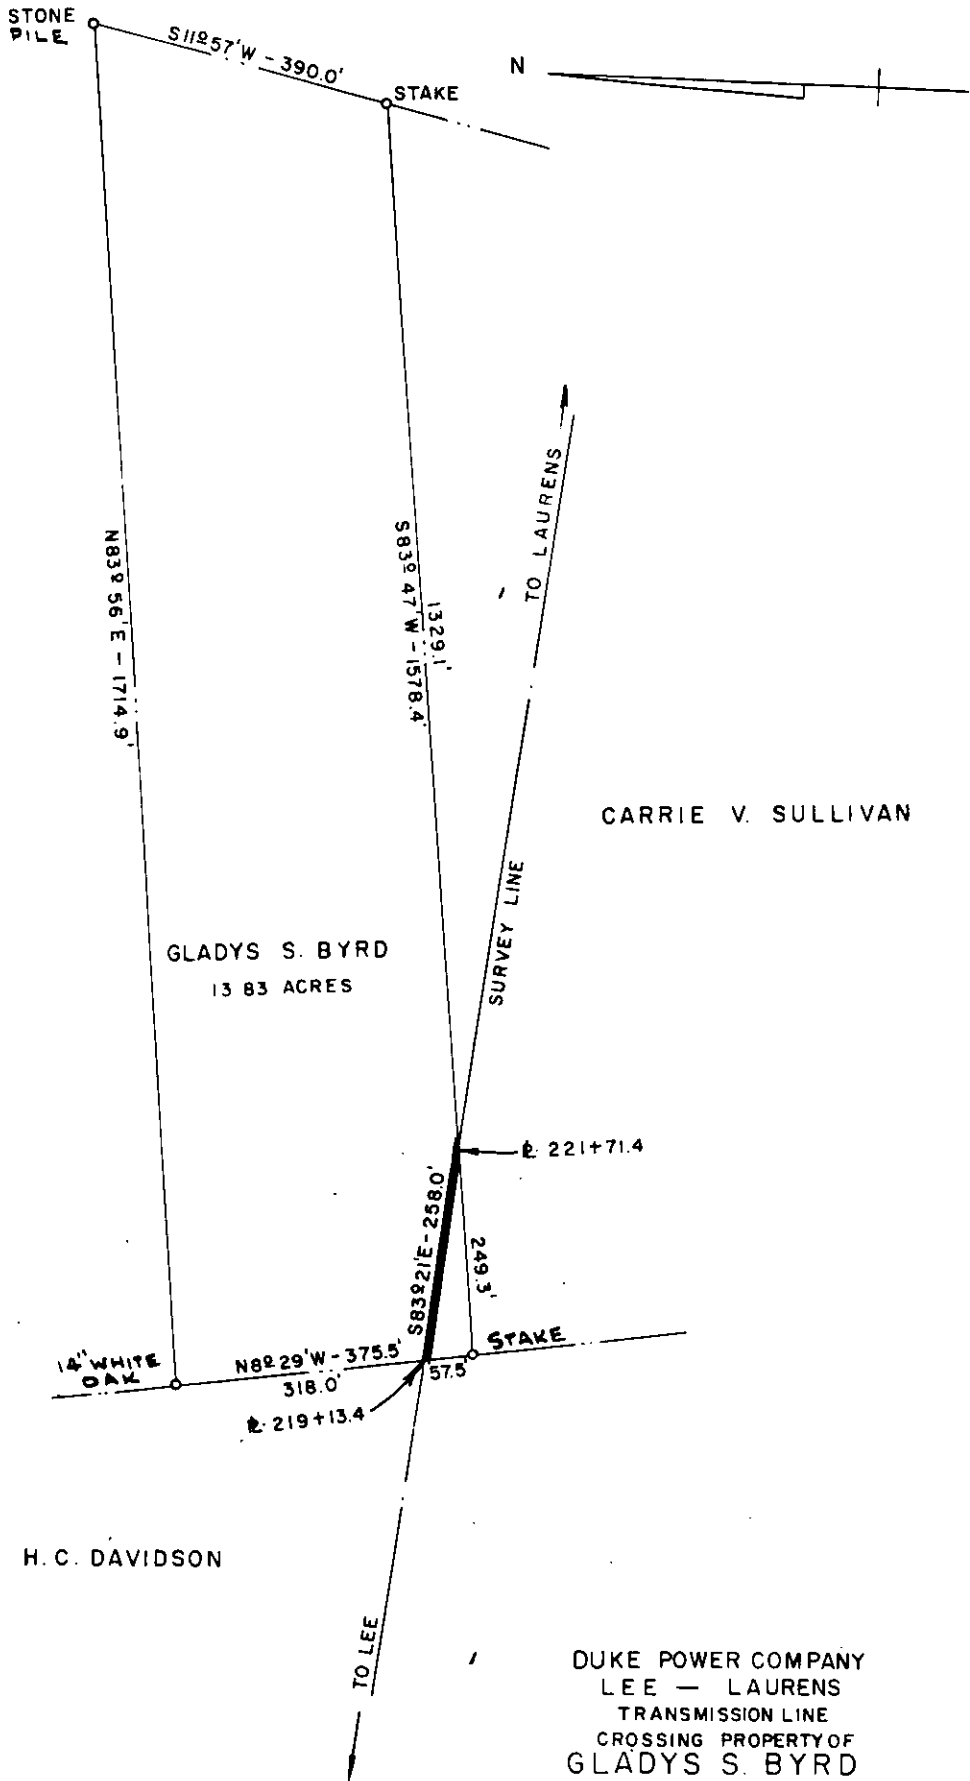 STONE
PILE
S11º57'W - 390.0'
STAKE
N
N83º 56'E - 1714.9'
S83º 47'W - 1578.4'
1329.1'
TO LAURENS
SURVEY LINE
CARRIE V. SULLIVAN
GLADYS S. BYRD
13 83 ACRES
℄ 221+71.4
S83º21'E - 258.0'
249.3'
STAKE
14" WHITE
OAK
N8º 29'W - 375.5'
318.0'
57.5'
℄ 219+13.4
H. C. DAVIDSON
TO LEE
DUKE POWER COMPANY
LEE — LAURENS
TRANSMISSION LINE
CROSSING PROPERTY OF
GLADYS S. BYRD